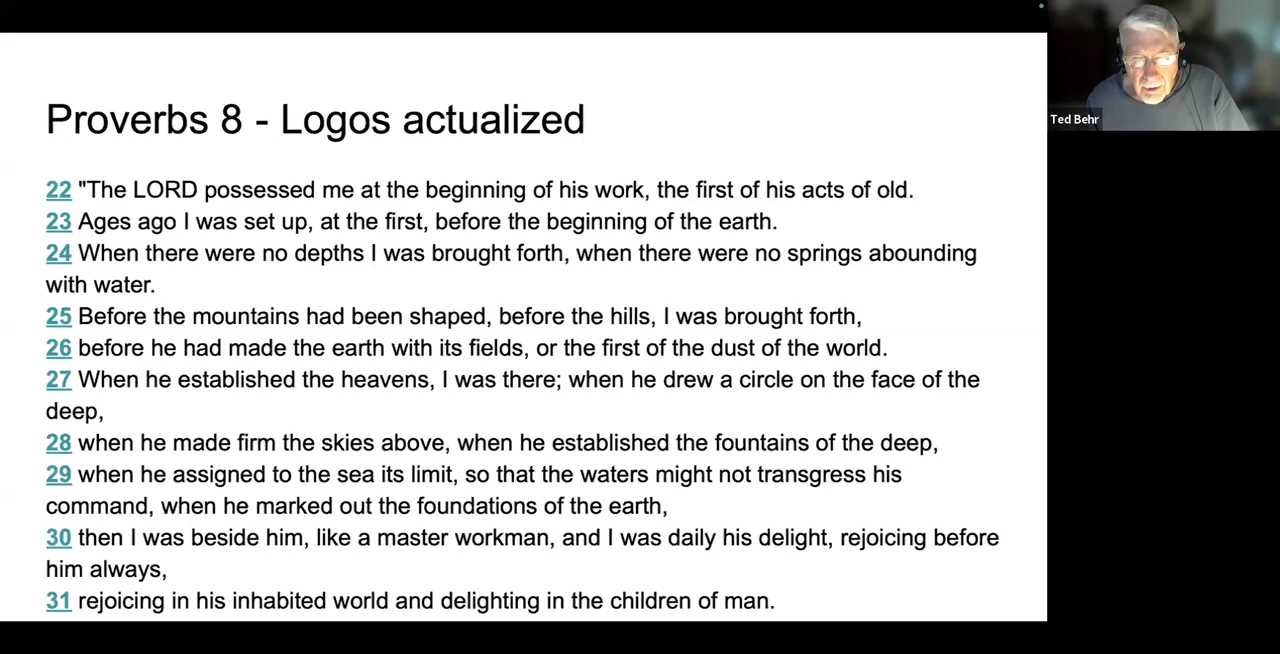 Proverbs 8 - Logos actualized
22 "The LORD possessed me at the beginning of his work, the first of his acts of old.
23 Ages ago I was set up, at the first, before the beginning of the earth.
24 When there were no depths I was brought forth, when there were no springs abounding
with water.
25 Before the mountains had been shaped, before the hills, I was brought forth,
26 before he had made the earth with its fields, or the first of the dust of the world.
27 When he established the heavens, I was there; when he drew a circle on the face of the
deep,
28 when he made firm the skies above, when he established the fountains of the deep,
29 when he assigned to the sea its limit, so that the waters might not transgress his
command, when he marked out the foundations of the earth,
30 then I was beside him, like a master workman, and I was daily his delight, rejoicing before
him always,
31 rejoicing in his inhabited world and delighting in the children of man.
Ted Behr